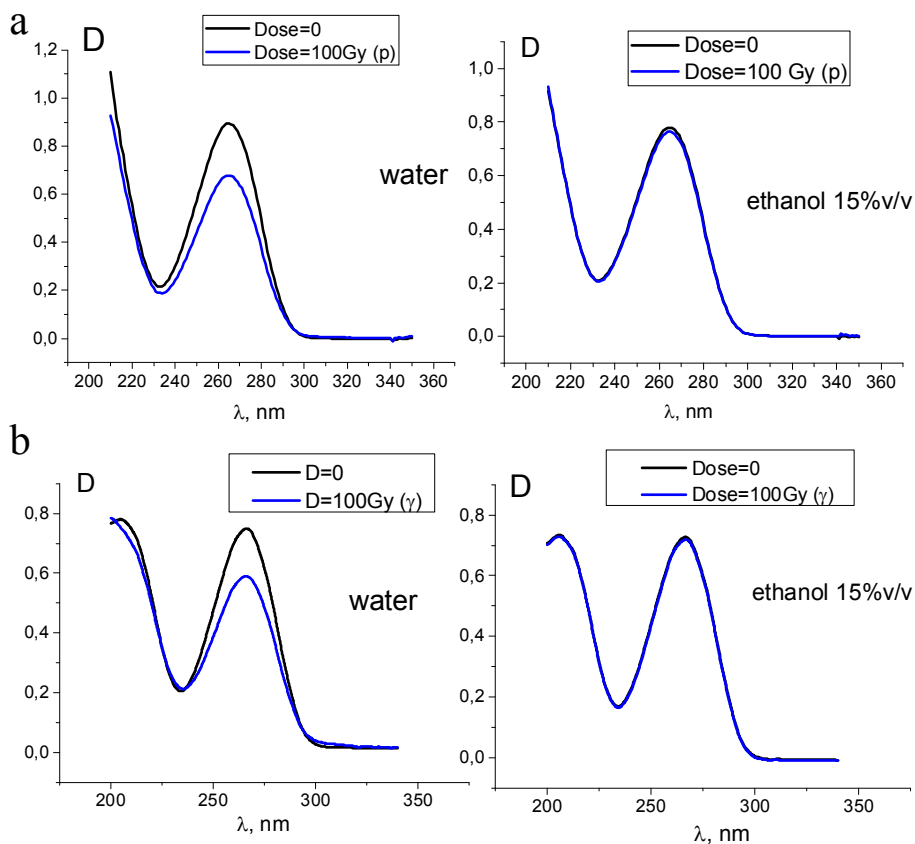 a
D
Dose=0
Dose=100Gy (p)
1,2
1,0
0,8
0,6
0,4
0,2
0,0
water
200 220 240 260 280 300 320 340 360
λ, nm
D
Dose=0
Dose=100 Gy (p)
1,0
0,8
0,6
0,4
0,2
0,0
ethanol 15%v/v
200 220 240 260 280 300 320 340 360
λ, nm
b
D
D=0
D=100Gy (γ)
0,8
0,6
0,4
0,2
0,0
water
200 250 300 350
λ, nm
D
Dose=0
Dose=100Gy (γ)
0,8
0,6
0,4
0,2
0,0
ethanol 15%v/v
200 250 300 350
λ, nm